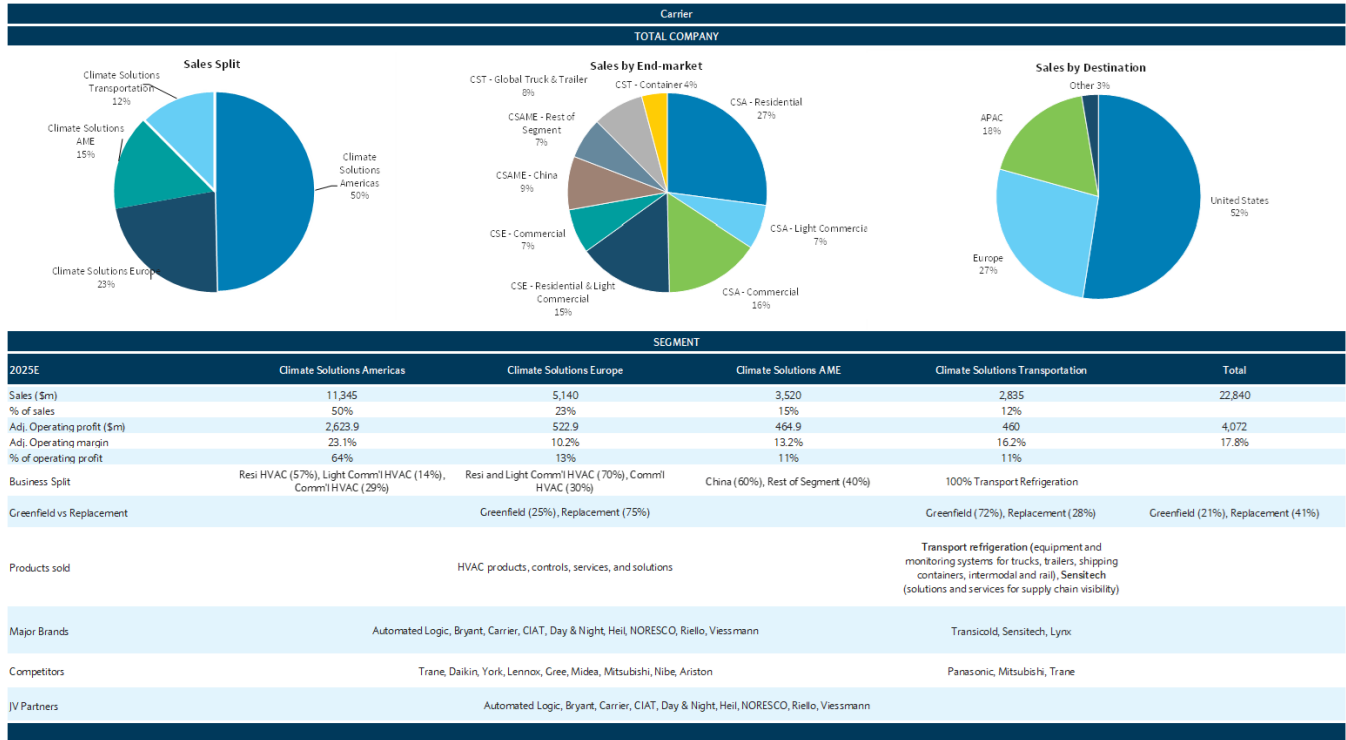 Carrier
TOTAL COMPANY
Sales Split
Climate Solutions
Transportation
12%
Climate Solutions
AME
15%
Climate
Solutions
Americas
50%
Climate Solutions Europe
23%
Sales by End-market
CST - Global Truck & Trailer
8%
CST - Container 4%
CSA - Residential
27%
CSAME - Rest of
Segment
7%
CSAME - China
9%
CSE - Commercial
7%
CSA - Light Commercia
7%
CSE - Residential & Light
Commercial
15%
CSA - Commercial
16%
Sales by Destination
Other 3%
APAC
18%
United States
52%
Europe
27%
SEGMENT
2025E Climate Solutions Americas Climate Solutions Europe Climate Solutions AME Climate Solutions Transportation Total
Sales ($m) 11,345 5,140 3,520 2,835 22,840
% of sales 50% 23% 15% 12%
Adj. Operating profit ($m) 2,623.9 522.9 464.9 460 4,072
Adj. Operating margin 23.1% 10.2% 13.2% 16.2% 17.8%
% of operating profit 64% 13% 11% 11%
Business Split Resi HVAC (57%), Light Comm'l HVAC (14%), Comm'l HVAC (29%) Resi and Light Comm'l HVAC (70%), Comm'l HVAC (30%) China (60%), Rest of Segment (40%) 100% Transport Refrigeration
Greenfield vs Replacement Greenfield (25%), Replacement (75%) Greenfield (72%), Replacement (28%) Greenfield (21%), Replacement (41%)
Products sold HVAC products, controls, services, and solutions
Transport refrigeration (equipment and
monitoring systems for trucks, trailers, shipping
containers, intermodal and rail), Sensitech
(solutions and services for supply chain visibility)
Major Brands Automated Logic, Bryant, Carrier, CIAT, Day & Night, Heil, NORESCO, Riello, Viessmann Transicold, Sensitech, Lynx
Competitors Trane, Daikin, York, Lennox, Gree, Midea, Mitsubishi, Nibe, Ariston Panasonic, Mitsubishi, Trane
JV Partners Automated Logic, Bryant, Carrier, CIAT, Day & Night, Heil, NORESCO, Riello, Viessmann